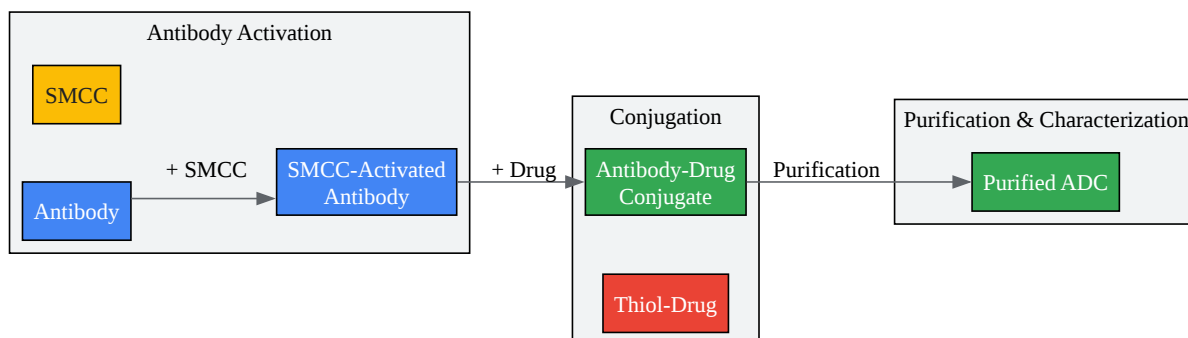 Antibody Activation
SMCC
+ SMCC
Antibody
SMCC-Activated
Antibody
+ Drug
Conjugation
Antibody-Drug
Conjugate
Thiol-Drug
Purification
Purification & Characterization
Purified ADC